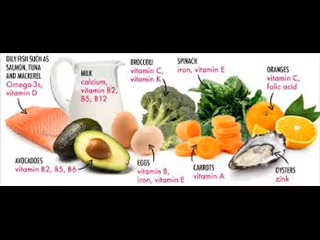 OILY FISH SUCH AS
SALMON, TUNA
AND MACKEREL
Omega-3s,
vitamin D
MILK
calcium,
vitamin B2,
B5, B12
BROCCOLI
vitamin C,
vitamin K
SPINACH
iron, vitamin E
ORANGES
vitamin C,
folic acid
AVOCADOES
vitamin B2, B5, B6
EGGS
vitamin B,
iron, vitamin E
CARROTS
vitamin A
OYSTERS
zink